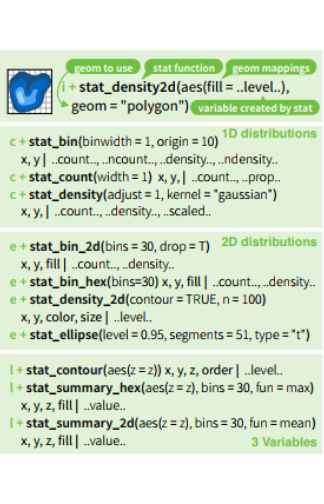 geom to use stat function geom mappings
i + stat_density2d(aes(fill = ..level..),
geom = "polygon") variable created by stat
c + stat_bin(binwidth = 1, origin = 10) 1D distributions
x, y | ..count.., ..ncount.., ..density.., ..ndensity..
c + stat_count(width = 1) x, y, | ..count.., ..prop..
c + stat_density(adjust = 1, kernel = "gaussian")
x, y, | ..count.., ..density.., ..scaled..
e + stat_bin_2d(bins = 30, drop = T) 2D distributions
x, y, fill | ..count.., ..density..
e + stat_bin_hex(bins=30) x, y, fill | ..count.., ..density..
e + stat_density_2d(contour = TRUE, n = 100)
x, y, color, size | ..level..
e + stat_ellipse(level = 0.95, segments = 51, type = "t")
l + stat_contour(aes(z = z)) x, y, z, order | ..level..
l + stat_summary_hex(aes(z = z), bins = 30, fun = max)
x, y, z, fill | ..value..
l + stat_summary_2d(aes(z = z), bins = 30, fun = mean)
x, y, z, fill | ..value.. 3 Variables